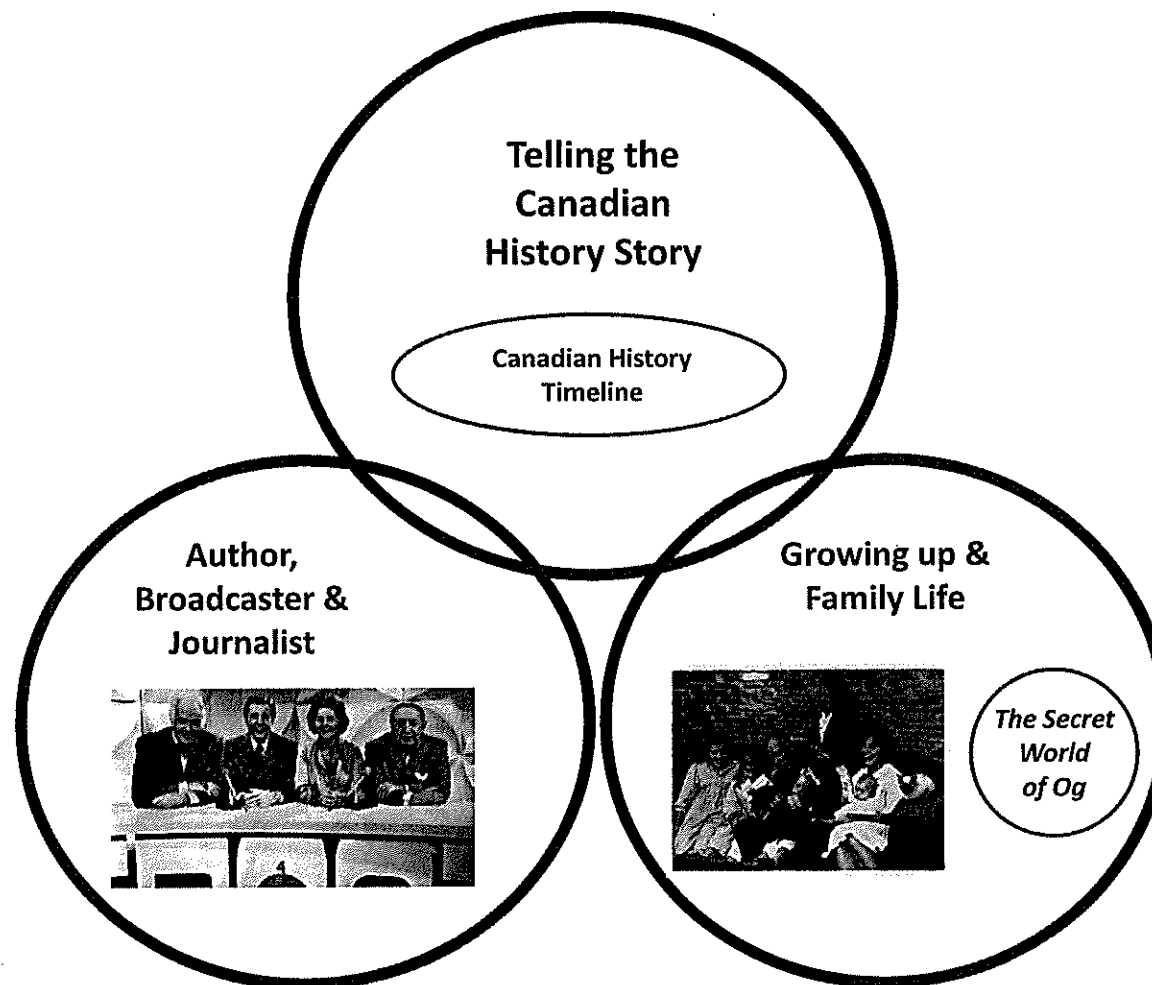 Telling the
Canadian
History Story
Canadian History
Timeline
Author,
Broadcaster &
Journalist
4
Growing up &
Family Life
The Secret
World
of Og